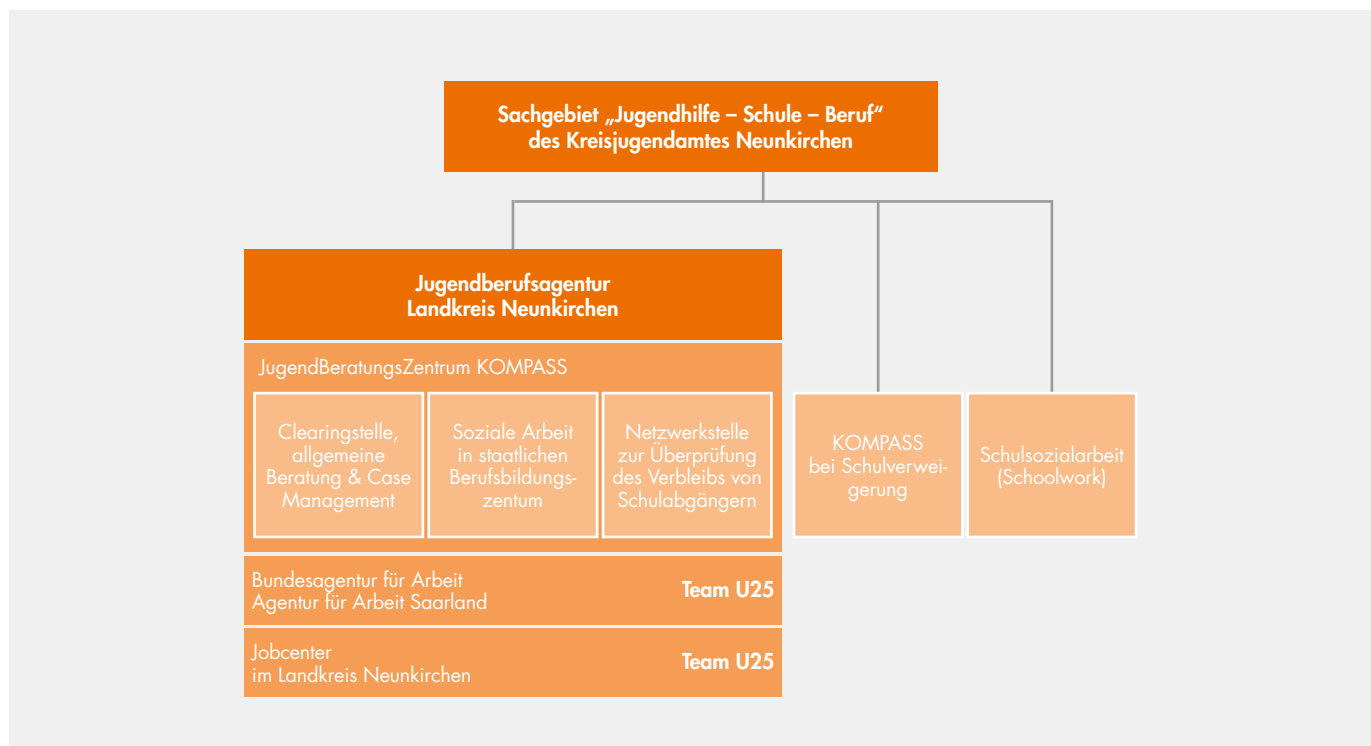 Sachgebiet „Jugendhilfe – Schule – Beruf“
des Kreisjugendamtes Neunkirchen
Jugendberufsagentur
Landkreis Neunkirchen
JugendBeratungsZentrum KOMPASS
Clearingstelle,
allgemeine
Beratung & Case
Management
Soziale Arbeit
in staatlichen
Berufsbildungs-
zentum
Netzwerkstelle
zur Überprüfung
des Verbleibs von
Schulabgängern
KOMPASS
bei Schulverwei-
gerung
Schulsozialarbeit
(Schoolwork)
Bundesagentur für Arbeit
Agentur für Arbeit Saarland
Team U25
Jobcenter
im Landkreis Neunkirchen
Team U25